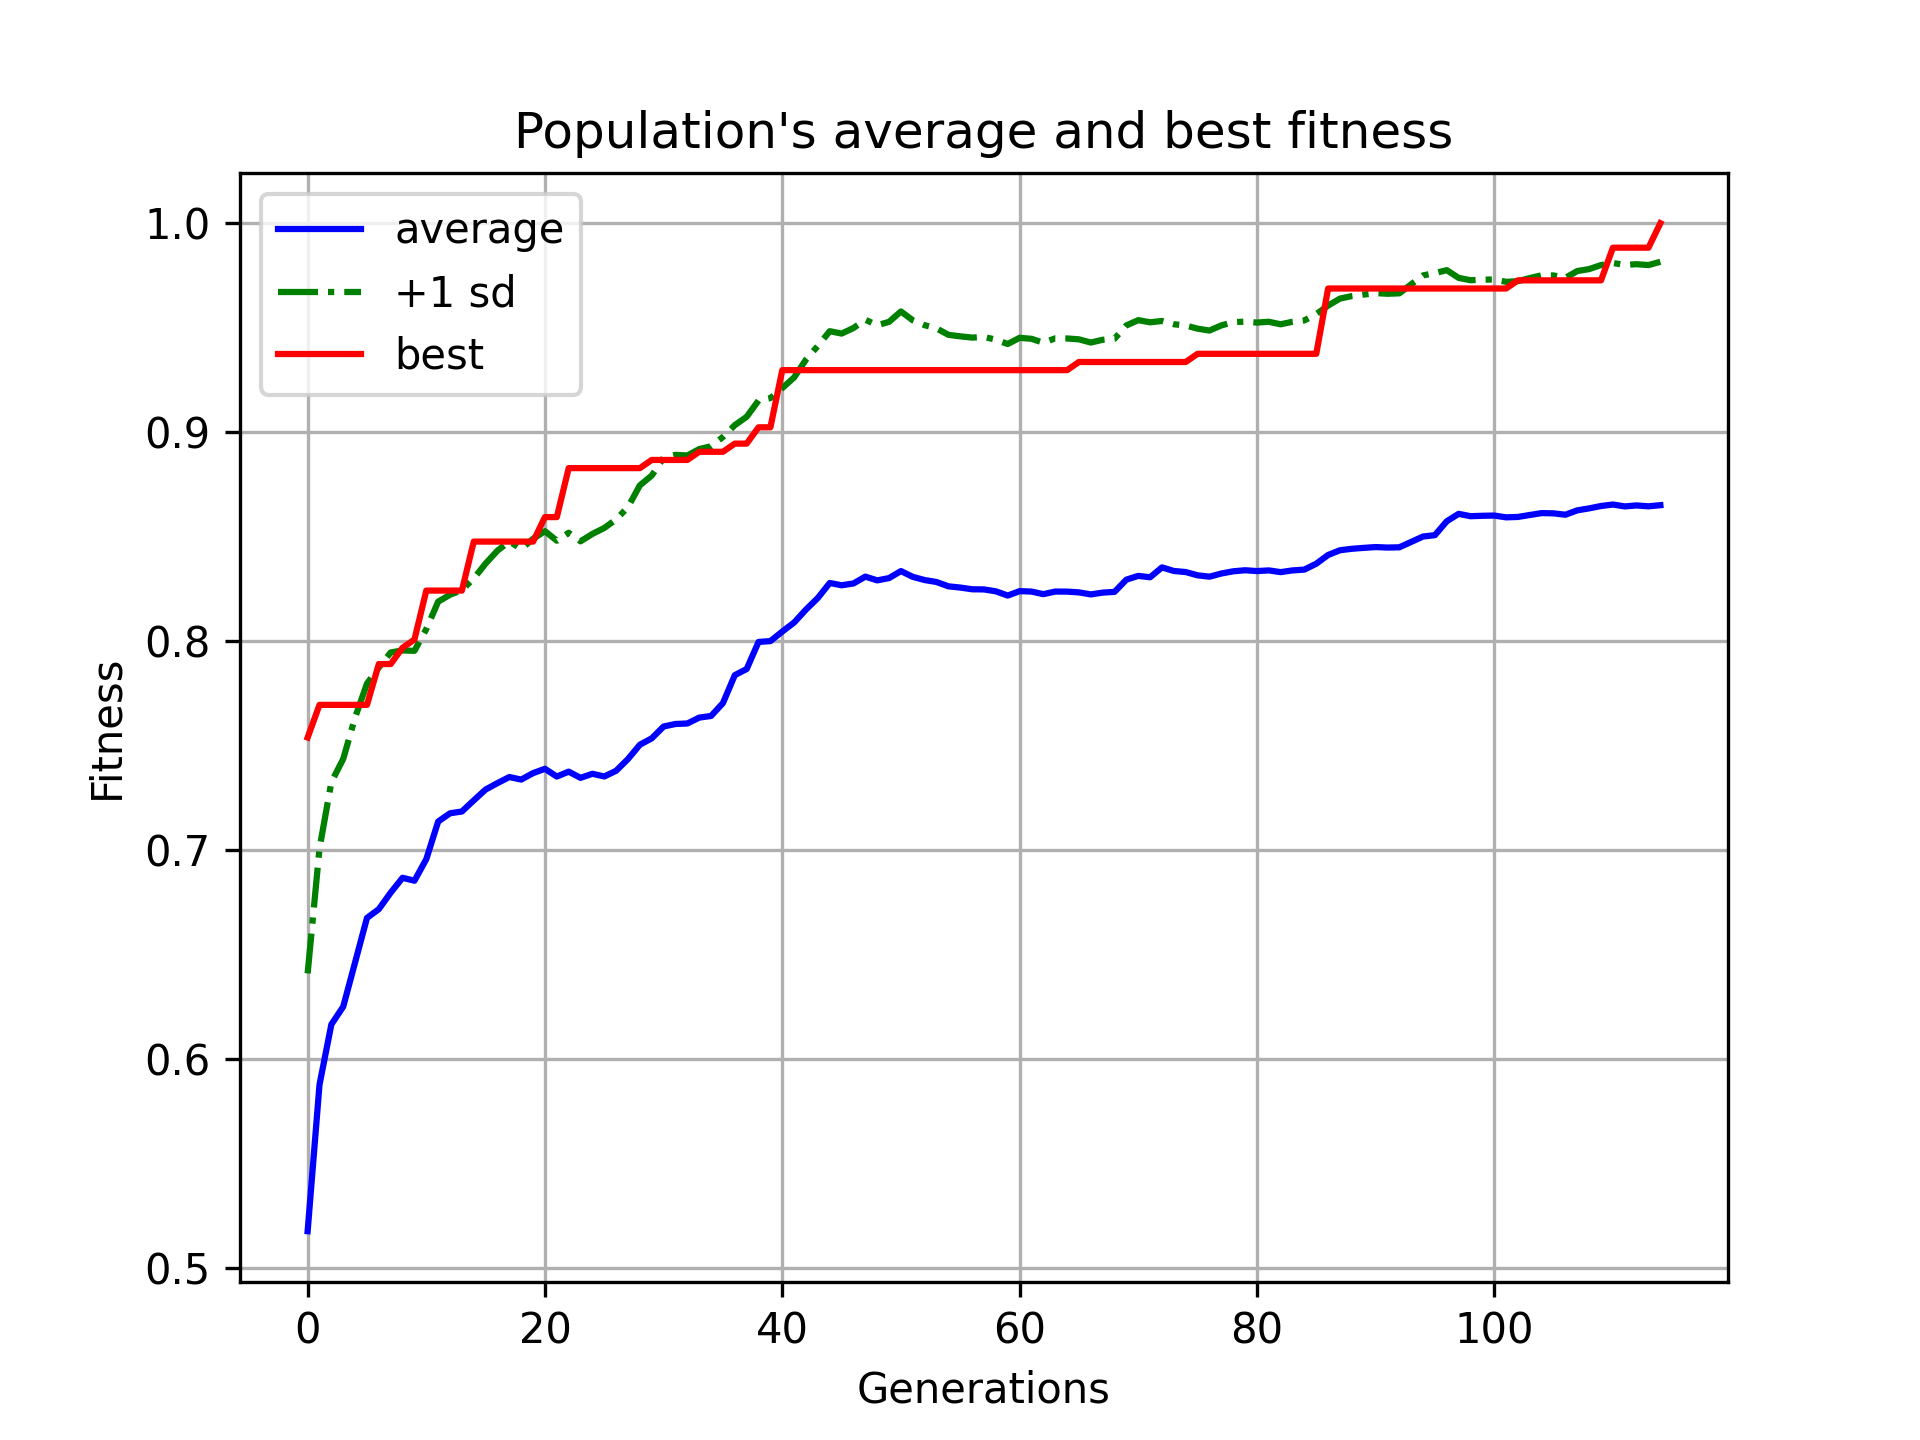 Population's average and best fitness
average
+1 sd
best
1.0
0.9
0.8
0.7
0.6
0.5
Fitness
0 20 40 60 80 100
Generations